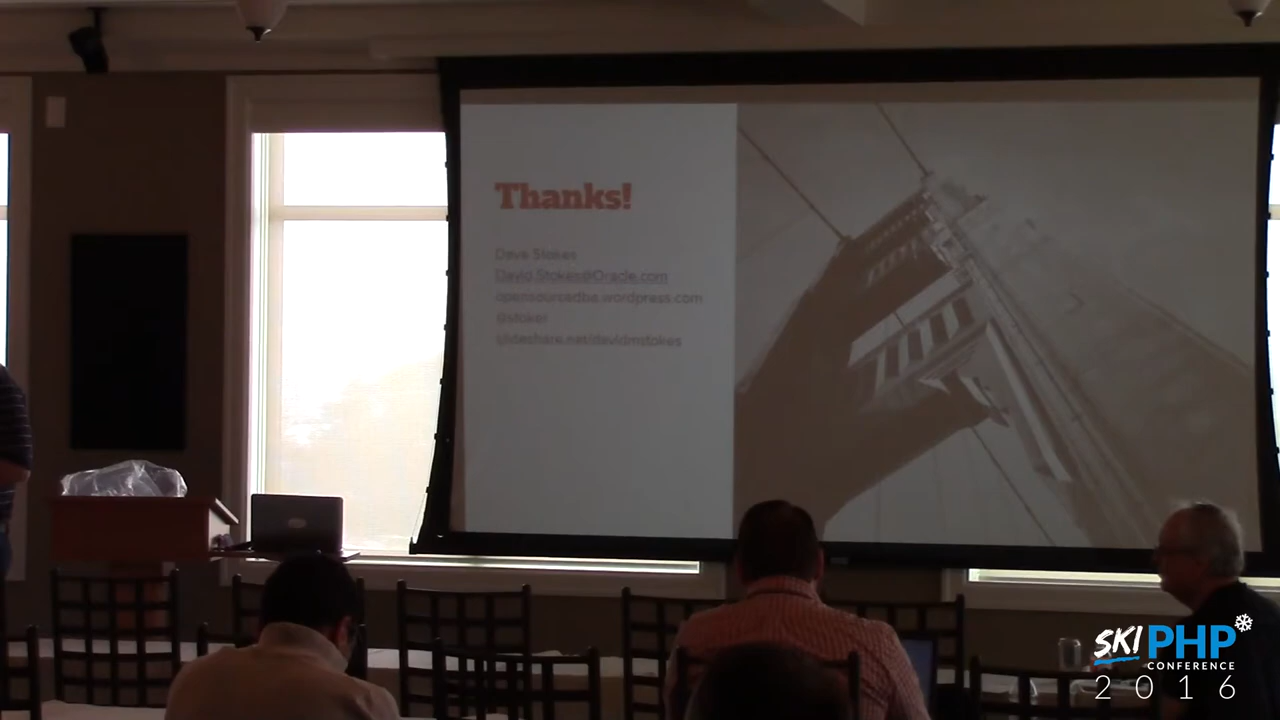 Thanks!
Dave Stokes
David.Stokes@Oracle.com
opensourcedba.wordpress.com
@stoker
slideshare.net/davidmstokes
SKI PHP
CONFERENCE
2016